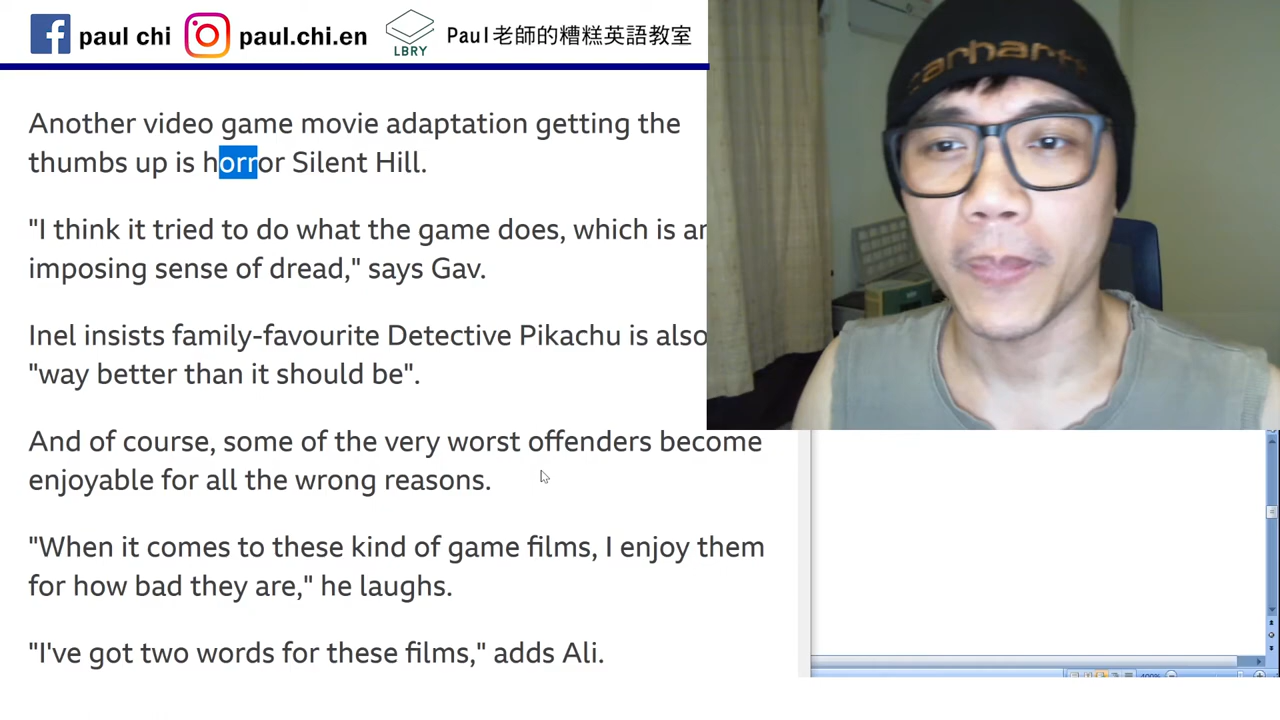 paul chi paul.chi.en LBRY Paul老師的糟糕英語教室
carhartt
Another video game movie adaptation getting the
thumbs up is horror Silent Hill.
"I think it tried to do what the game does, which is an
imposing sense of dread," says Gav.
Inel insists family-favourite Detective Pikachu is also
"way better than it should be".
And of course, some of the very worst offenders become
enjoyable for all the wrong reasons.
"When it comes to these kind of game films, I enjoy them
for how bad they are," he laughs.
"I've got two words for these films," adds Ali.